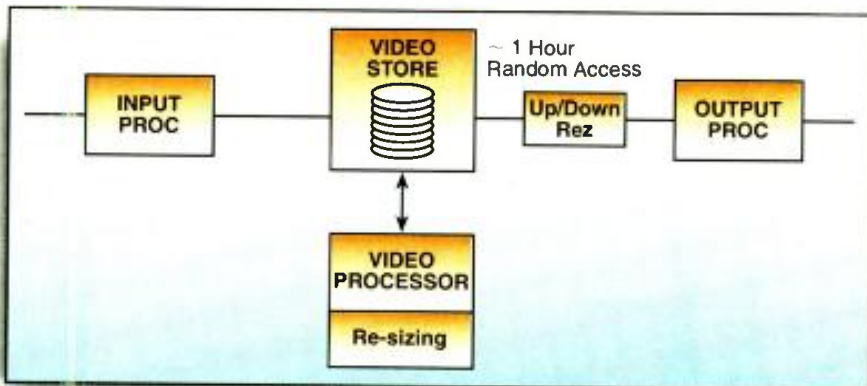 INPUT
PROC
VIDEO
STORE
~ 1 Hour
Random Access
Up/Down
Rez
OUTPUT
PROC
VIDEO
PROCESSOR
Re-sizing